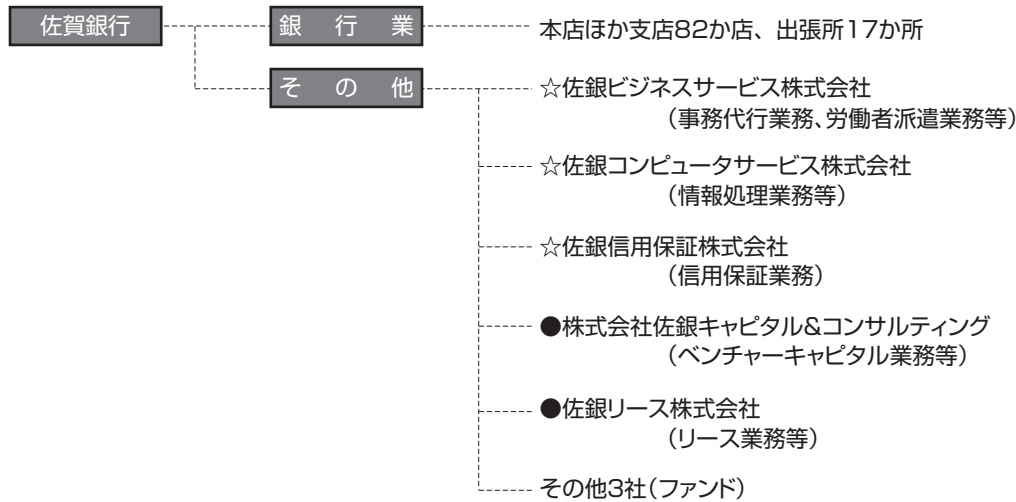 佐賀銀行
銀行業
本店ほか支店82か店、出張所17か所
その他
☆佐銀ビジネスサービス株式会社
(事務代行業務、労働者派遣業務等)
☆佐銀コンピュータサービス株式会社
(情報処理業務等)
☆佐銀信用保証株式会社
(信用保証業務)
●株式会社佐銀キャピタル&コンサルティング
(ベンチャーキャピタル業務等)
●佐銀リース株式会社
(リース業務等)
その他3社(ファンド)